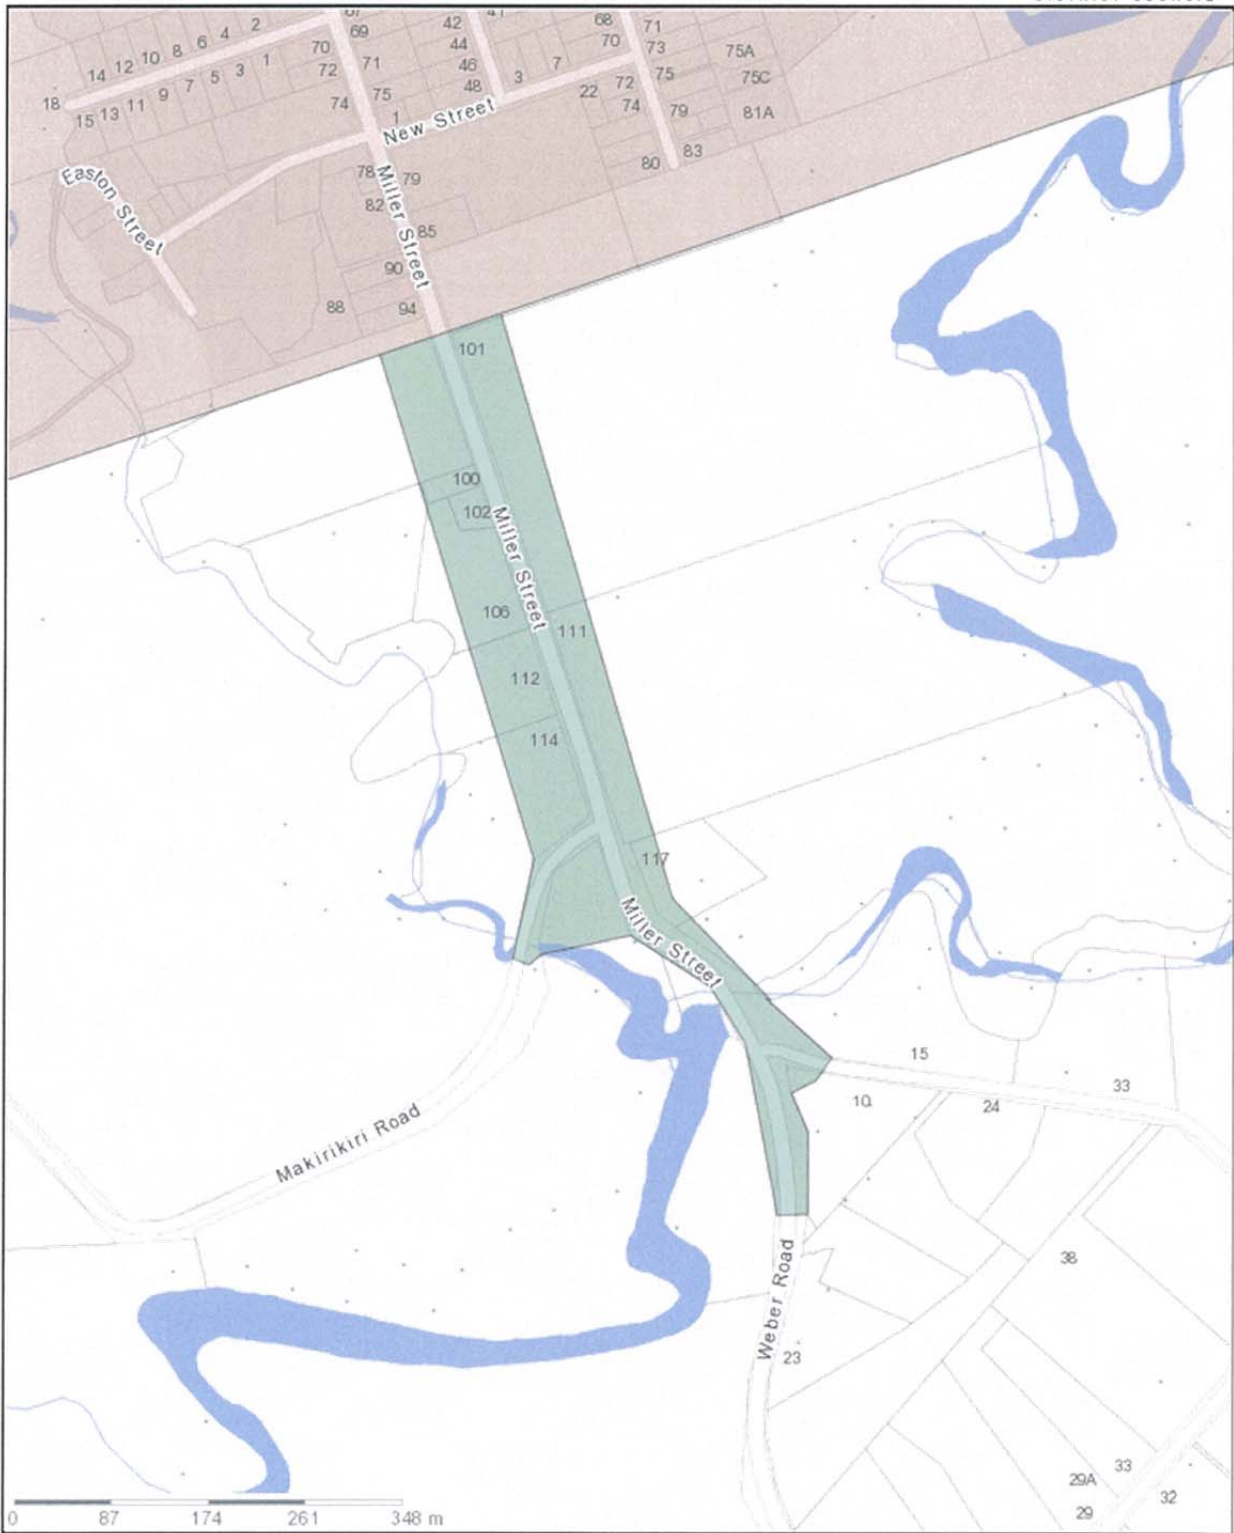 67 41 68 71
2 69 42 70 73 75A
4 6 8 10 12 14 1 70 44
3 5 7 9 11 13 15 18 72 71 46 3 7 72 75 75C
74 75 48 22 74 79 81A
1 New Street
80 83
Easton Street
78 79
Miller Street
82
85
90
88 94
101
100
102
Miller Street
106
111
112
114
117
Miller Street
15
33
10
24
Makirikiri Road
38
Weber Road
23
33
29A
32
29
0 87 174 261 348 m